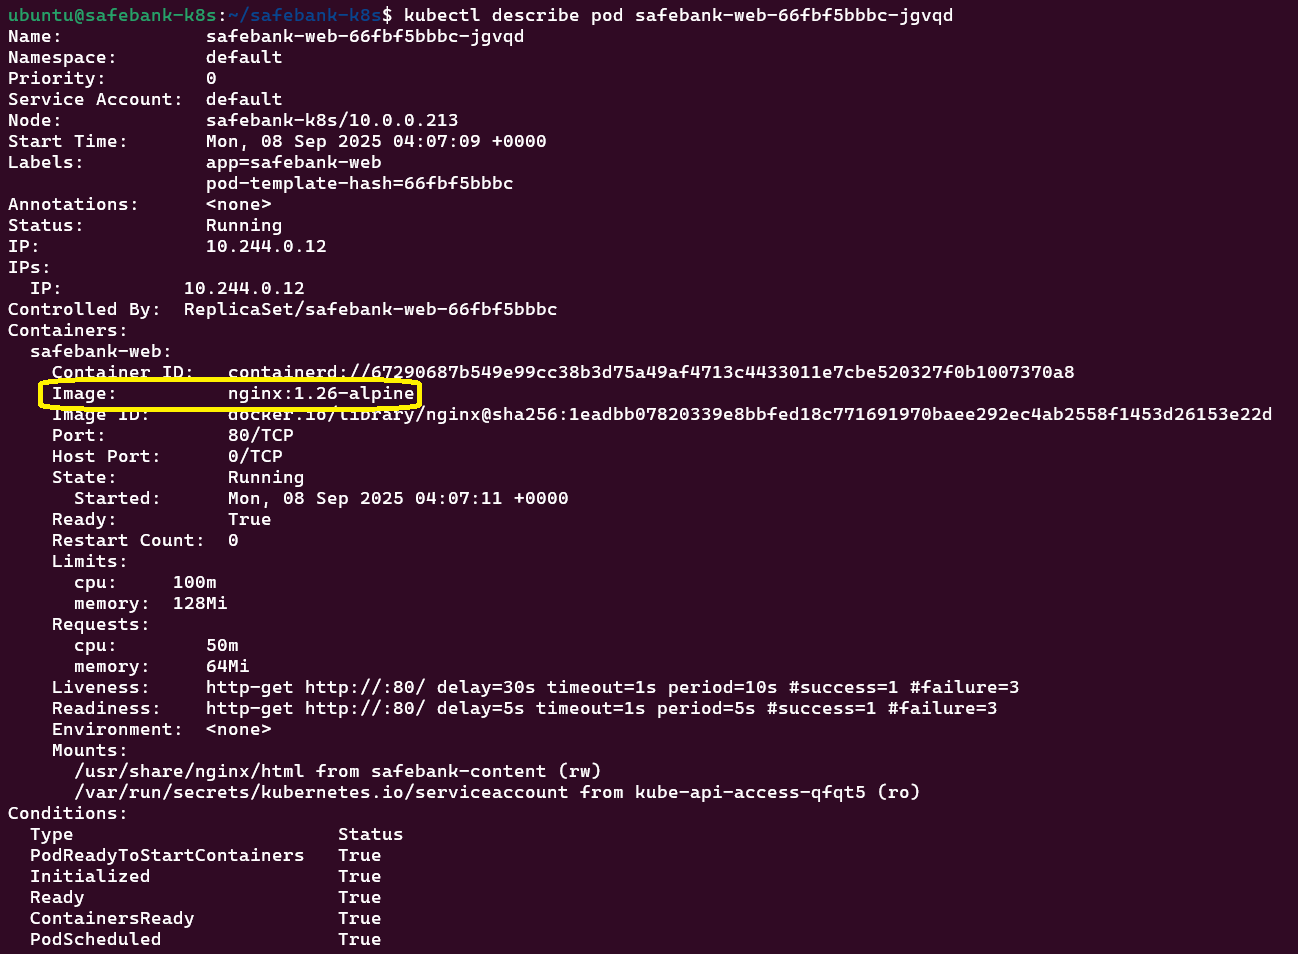 ubuntu@safebank-k8s:~/safebank-k8s$ kubectl describe pod safebank-web-66fbf5bbbc-jgvqd
Name:             safebank-web-66fbf5bbbc-jgvqd
Namespace:        default
Priority:         0
Service Account:  default
Node:             safebank-k8s/10.0.0.213
Start Time:       Mon, 08 Sep 2025 04:07:09 +0000
Labels:           app=safebank-web
                  pod-template-hash=66fbf5bbbc
Annotations:      <none>
Status:           Running
IP:               10.244.0.12
IPs:
  IP:           10.244.0.12
Controlled By:  ReplicaSet/safebank-web-66fbf5bbbc
Containers:
  safebank-web:
    Container ID:   containerd://67290687b549e99cc38b3d75a49af4713c4433011e7cbe520327f0b1007370a8
    Image:          nginx:1.26-alpine
    Image ID:       docker.io/library/nginx@sha256:1eadbb07820339e8bbfed18c771691970baee292ec4ab2558f1453d26153e22d
    Port:           80/TCP
    Host Port:      0/TCP
    State:          Running
      Started:      Mon, 08 Sep 2025 04:07:11 +0000
    Ready:          True
    Restart Count:  0
    Limits:
      cpu:     100m
      memory:  128Mi
    Requests:
      cpu:        50m
      memory:     64Mi
    Liveness:     http-get http://:80/ delay=30s timeout=1s period=10s #success=1 #failure=3
    Readiness:    http-get http://:80/ delay=5s timeout=1s period=5s #success=1 #failure=3
    Environment:  <none>
    Mounts:
      /usr/share/nginx/html from safebank-content (rw)
      /var/run/secrets/kubernetes.io/serviceaccount from kube-api-access-qfqt5 (ro)
Conditions:
  Type                        Status
  PodReadyToStartContainers   True
  Initialized                 True
  Ready                       True
  ContainersReady             True
  PodScheduled                True